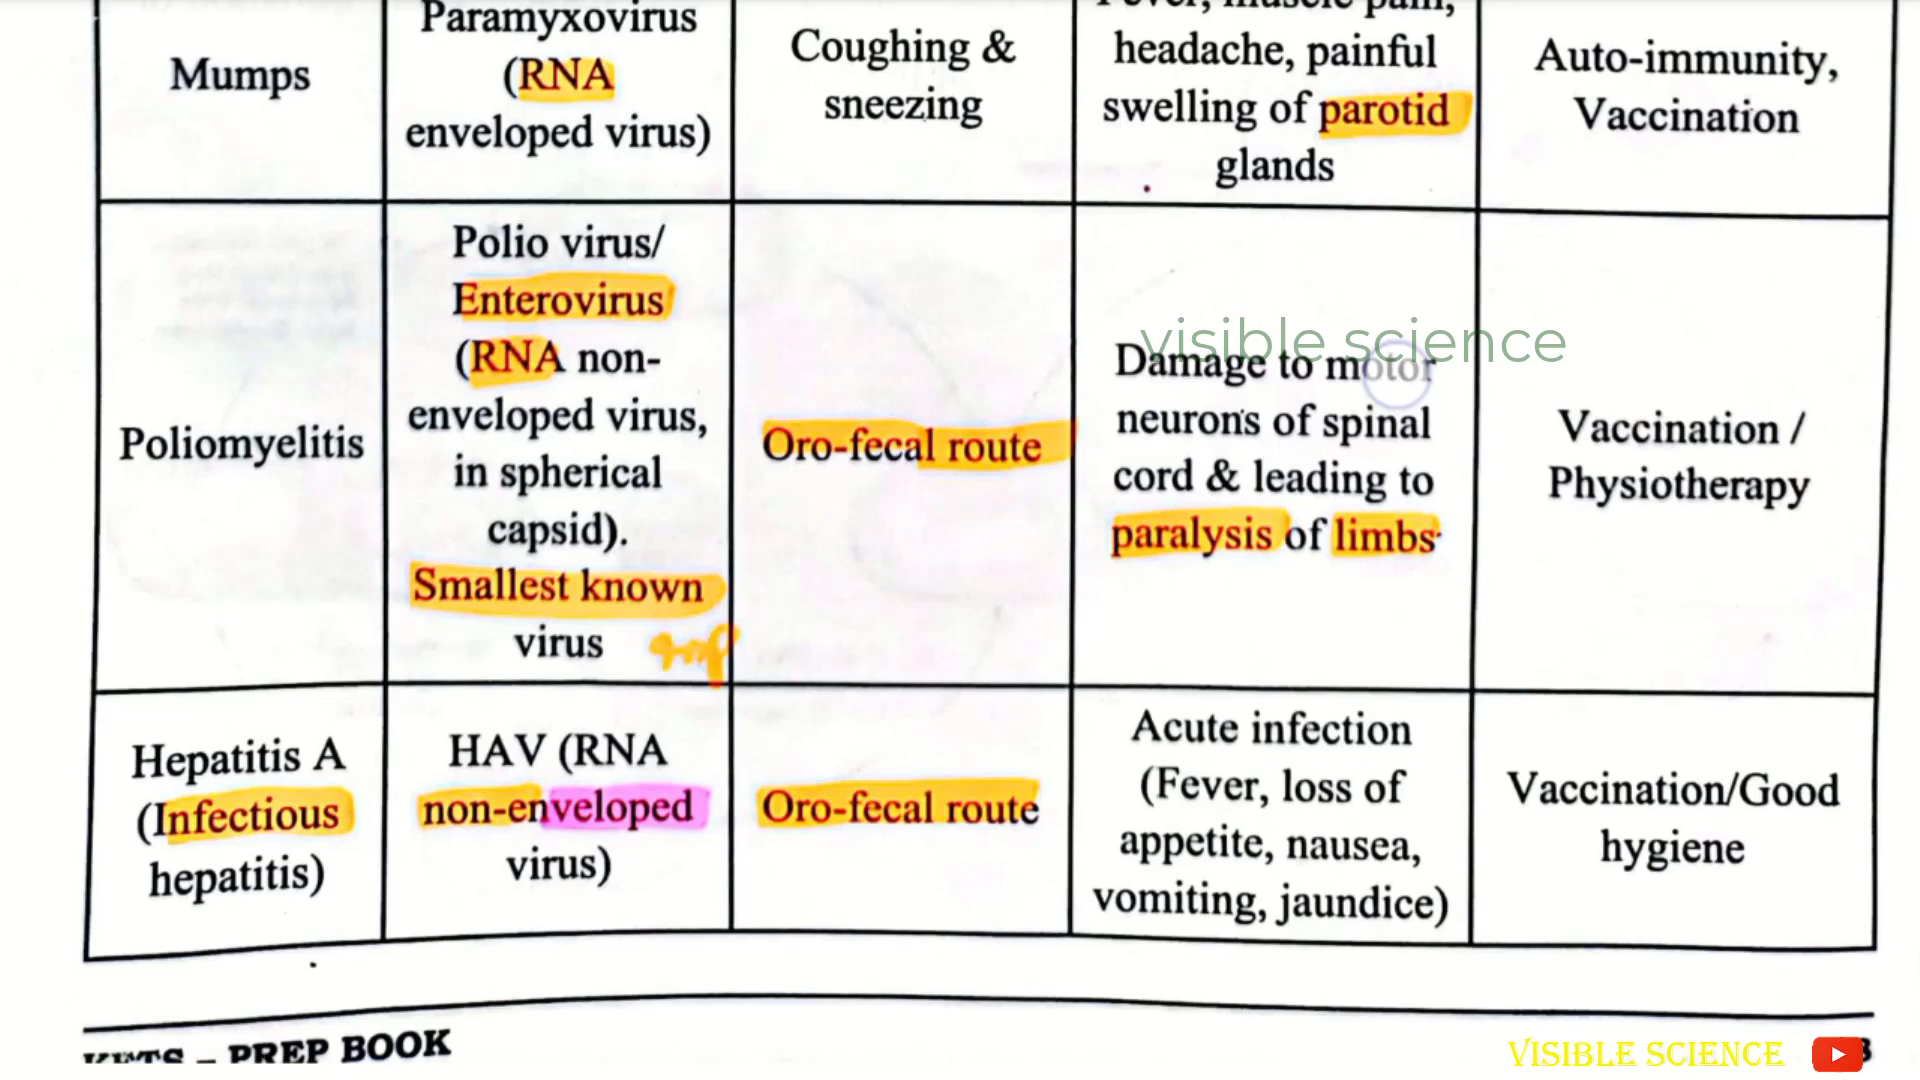 Mumps
Paramyxovirus
(RNA
enveloped virus)
Coughing &
sneezing
Fever, muscle pain,
headache, painful
swelling of parotid
glands
Auto-immunity,
Vaccination
Poliomyelitis
Polio virus/
Enterovirus
(RNA non-
enveloped virus,
in spherical
capsid).
Smallest known
virus
Oro-fecal route
visible science
Damage to motor
neurons of spinal
cord & leading to
paralysis of limbs
Vaccination /
Physiotherapy
Hepatitis A
(Infectious
hepatitis)
HAV (RNA
non-enveloped
virus)
Oro-fecal route
Acute infection
(Fever, loss of
appetite, nausea,
vomiting, jaundice)
Vaccination/Good
hygiene
KETS – PREP BOOK
VISIBLE SCIENCE